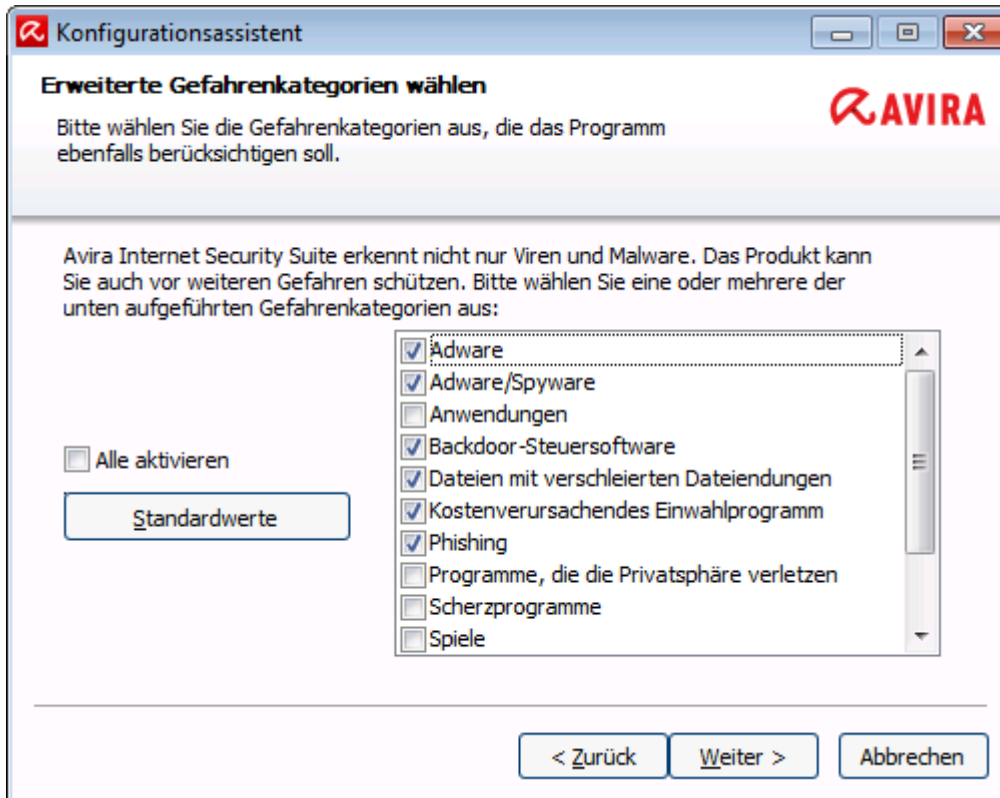 Konfigurationsassistent
Erweiterte Gefahrenkategorien wählen
Bitte wählen Sie die Gefahrenkategorien aus, die das Programm
ebenfalls berücksichtigen soll.
AVIRA
Avira Internet Security Suite erkennt nicht nur Viren und Malware. Das Produkt kann
Sie auch vor weiteren Gefahren schützen. Bitte wählen Sie eine oder mehrere der
unten aufgeführten Gefahrenkategorien aus:
Alle aktivieren
Standardwerte
Adware
Adware/Spyware
Anwendungen
Backdoor-Steuersoftware
Dateien mit verschleierten Dateiendungen
Kostenverursachendes Einwahlprogramm
Phishing
Programme, die die Privatsphäre verletzen
Scherzprogramme
Spiele
< Zurück
Weiter >
Abbrechen